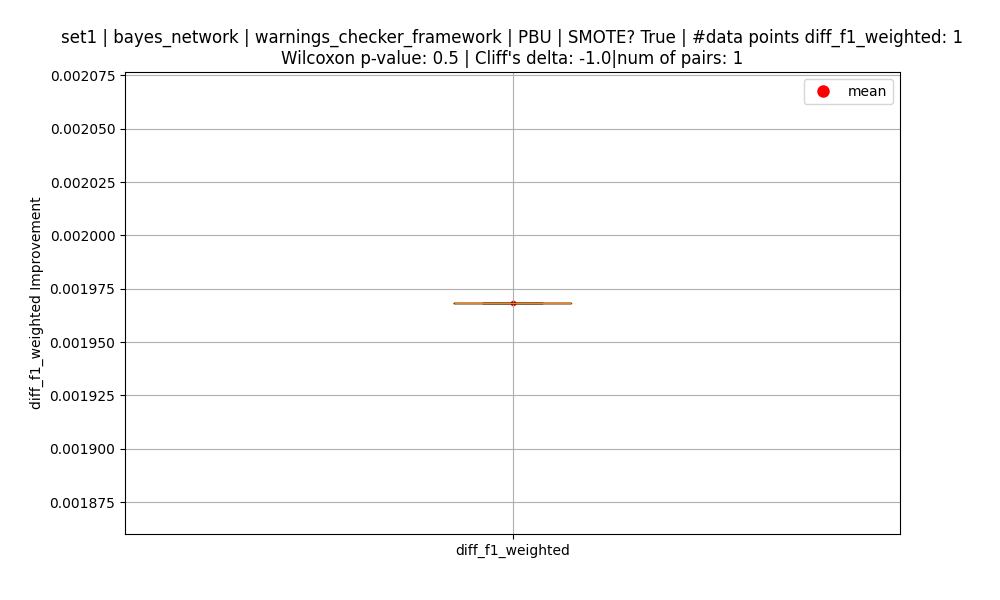 set1 | bayes_network | warnings_checker_framework | PBU | SMOTE? True | #data points diff_f1_weighted: 1
Wilcoxon p-value: 0.5 | Cliff's delta: -1.0|num of pairs: 1
mean
diff_f1_weighted Improvement
0.002075
0.002050
0.002025
0.002000
0.001975
0.001950
0.001925
0.001900
0.001875
diff_f1_weighted